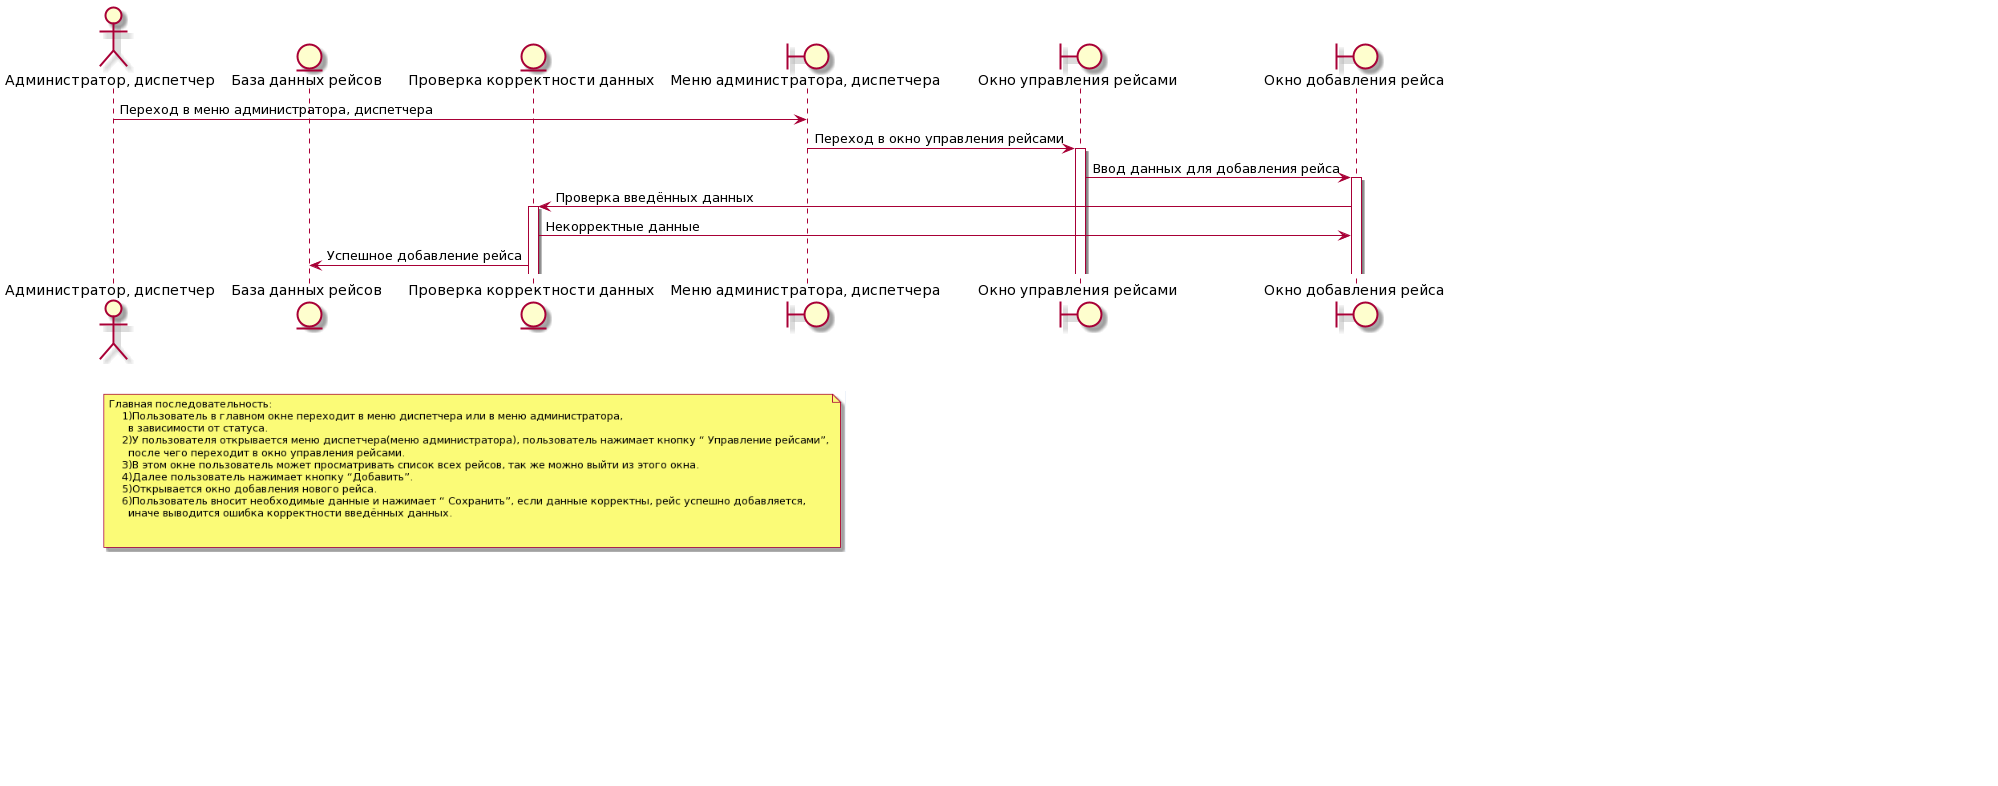 Администратор, диспетчер
База данных рейсов
Проверка корректности данных
Меню администратора, диспетчера
Окно управления рейсами
Окно добавления рейса
Переход в меню администратора, диспетчера
Переход в окно управления рейсами
Ввод данных для добавления рейса
Проверка введённых данных
Некорректные данные
Успешное добавление рейса
Администратор, диспетчер
База данных рейсов
Проверка корректности данных
Меню администратора, диспетчера
Окно управления рейсами
Окно добавления рейса
Главная последовательность:
1)Пользователь в главном окне переходит в меню диспетчера или в меню администратора,
в зависимости от статуса.
2)У пользователя открывается меню диспетчера(меню администратора), пользователь нажимает кнопку “ Управление рейсами”,
после чего переходит в окно управления рейсами.
3)В этом окне пользователь может просматривать список всех рейсов, так же можно выйти из этого окна.
4)Далее пользователь нажимает кнопку “Добавить”.
5)Открывается окно добавления нового рейса.
6)Пользователь вносит необходимые данные и нажимает “ Сохранить”, если данные корректны, рейс успешно добавляется,
иначе выводится ошибка корректности введённых данных.